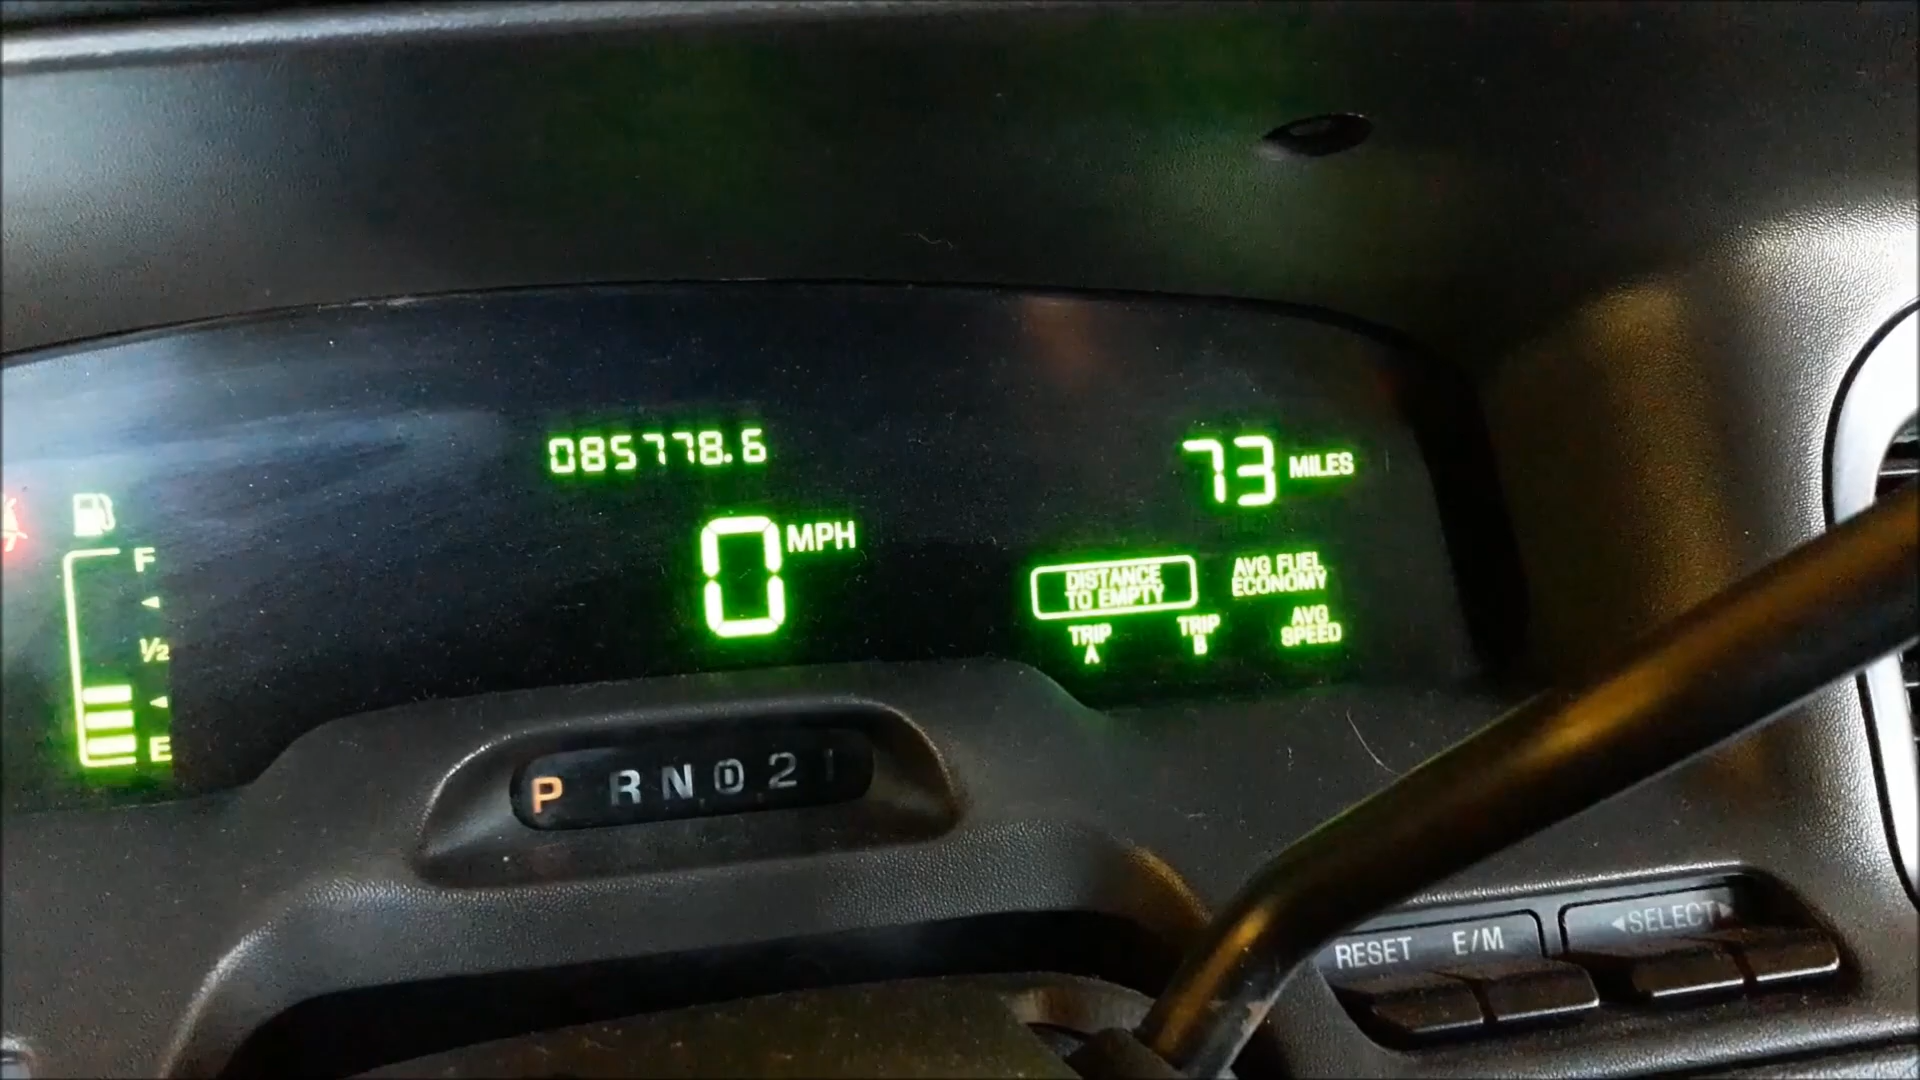 085778.6
73 MILES
0 MPH
F
1/2
E
DISTANCE
TO EMPTY
AVG FUEL
ECONOMY
TRIP
A
TRIP
B
AVG
SPEED
P R N D 2 1
RESET E/M
◄SELECT►